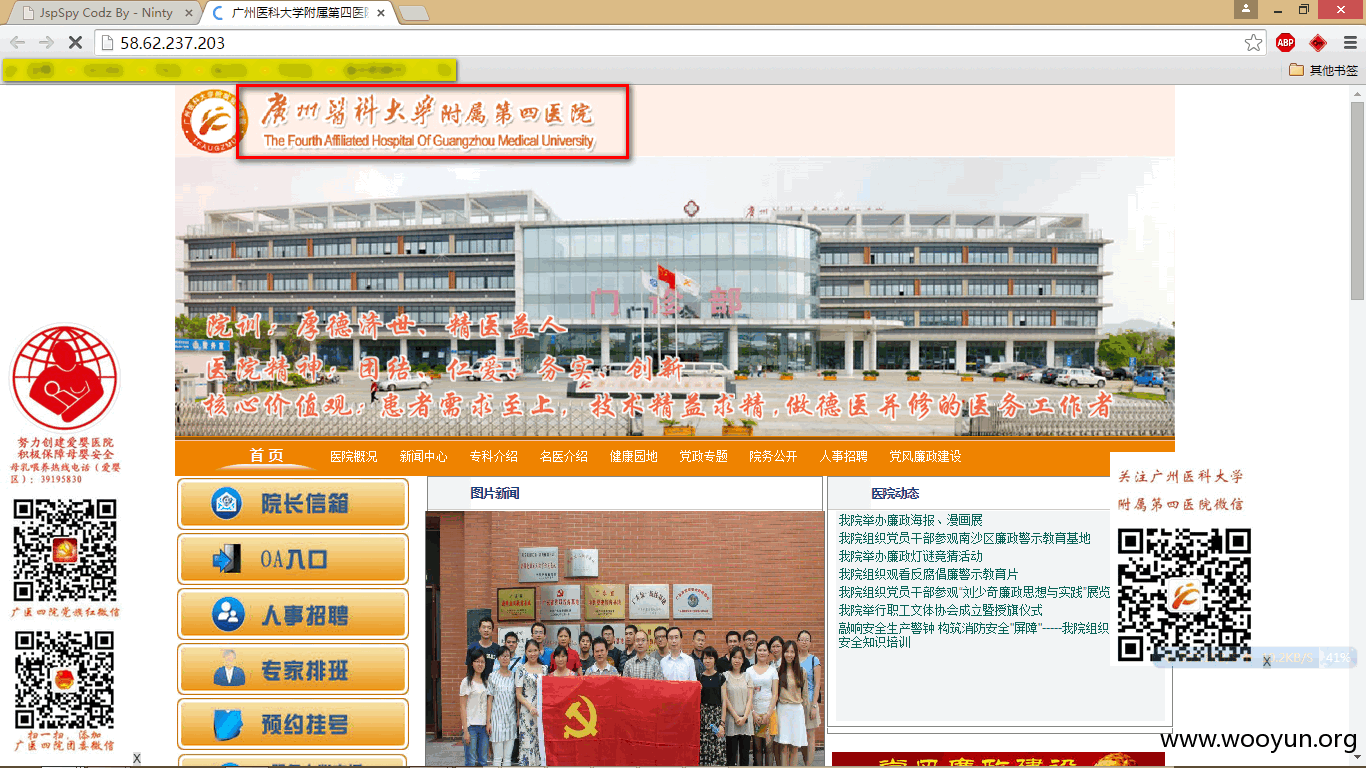 JspSpy Codz By - Ninty
广州医科大学附属第四医院
58.62.237.203
ABP
其他书签
廣州醫科大學附属第四医院
The Fourth Affiliated Hospital Of Guangzhou Medical University
门诊部
院训：厚德济世、精医益人
医院精神：团结、仁爱、务实、创新
核心价值观：患者需求至上，技术精益求精，做德医并修的医务工作者
努力创建爱婴医院
积极保障母婴安全
母乳喂养热线电话（爱婴
区）：39195830
广医四院党旗红微信
扫一扫，添加
广医四院团委微信
X
首页
医院概况
新闻中心
专科介绍
名医介绍
健康园地
党政专题
院务公开
人事招聘
党风廉政建设
院长信箱
OA入口
人事招聘
专家排班
预约挂号
图片新闻
医院动态
我院举办廉政海报、漫画展
我院组织党员干部参观南沙区廉政警示教育基地
我院举办廉政灯谜竞猜活动
我院组织观看反腐倡廉警示教育片
我院组织党员干部参观"刘少奇廉政思想与实践"展览
我院举行职工文体协会成立暨授旗仪式
敲响安全生产警钟 构筑消防安全"屏障"-----我院组织
安全知识培训
关注广州医科大学
附属第四医院微信
X
41%
www.wooyun.org